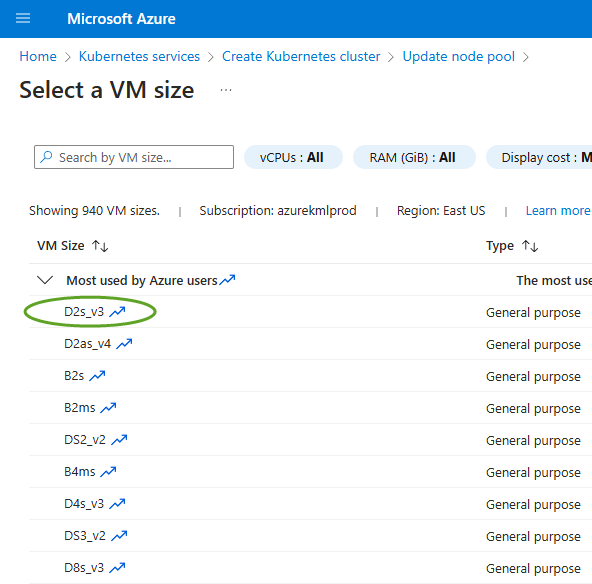 Microsoft Azure
Home > Kubernetes services > Create Kubernetes cluster > Update node pool >
Select a VM size ...
Search by VM size... vCPUs : All RAM (GiB) : All Display cost : M
Showing 940 VM sizes. | Subscription: azurekmlprod | Region: East US | Learn more
VM Size ↑↓ Type ↑↓
Most used by Azure users The most use
D2s_v3 General purpose
D2as_v4 General purpose
B2s General purpose
B2ms General purpose
DS2_v2 General purpose
B4ms General purpose
D4s_v3 General purpose
DS3_v2 General purpose
D8s_v3 General purpose